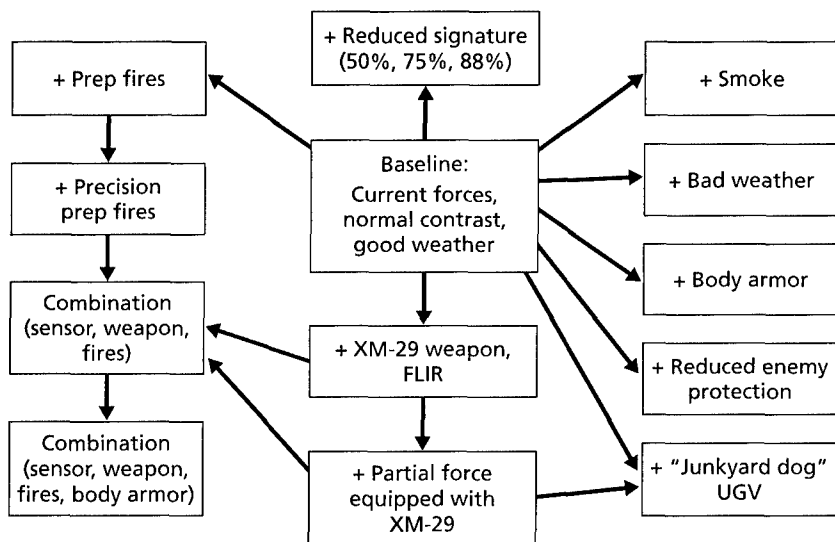 + Prep fires
+ Precision
prep fires
Combination
(sensor, weapon,
fires)
Combination
(sensor, weapon,
fires, body armor)
+ Reduced signature
(50%, 75%, 88%)
Baseline:
Current forces,
normal contrast,
good weather
+ XM-29 weapon,
FLIR
+ Partial force
equipped with
XM-29
+ Smoke
+ Bad weather
+ Body armor
+ Reduced enemy
protection
+ “Junkyard dog”
UGV